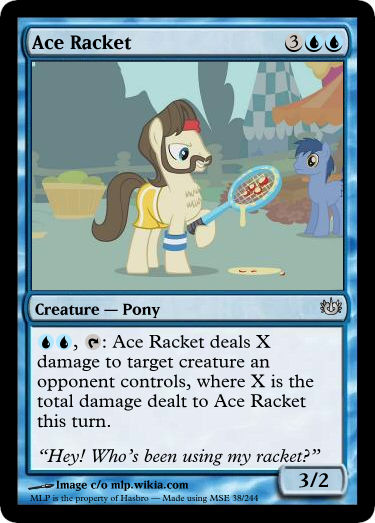 Ace Racket 3
Creature — Pony
, : Ace Racket deals X
damage to target creature an
opponent controls, where X is the
total damage dealt to Ace Racket
this turn.
“Hey! Who’s been using my racket?”
3/2
Image c/o mlp.wikia.com
MLP is the property of Hasbro — Made using MSE 38/244